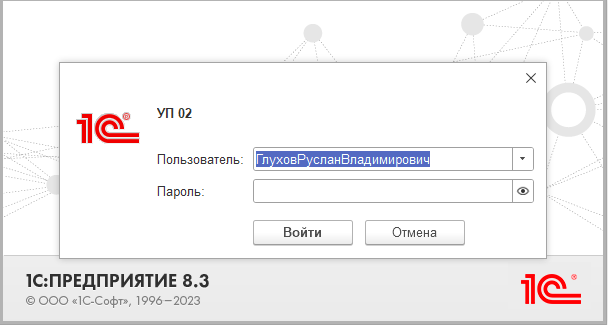 1С®
УП 02
Пользователь: ГлуховРусланВладимирович
Пароль:
Войти Отмена
1С:ПРЕДПРИЯТИЕ 8.3
© ООО «1С-Софт», 1996—2023
1С®